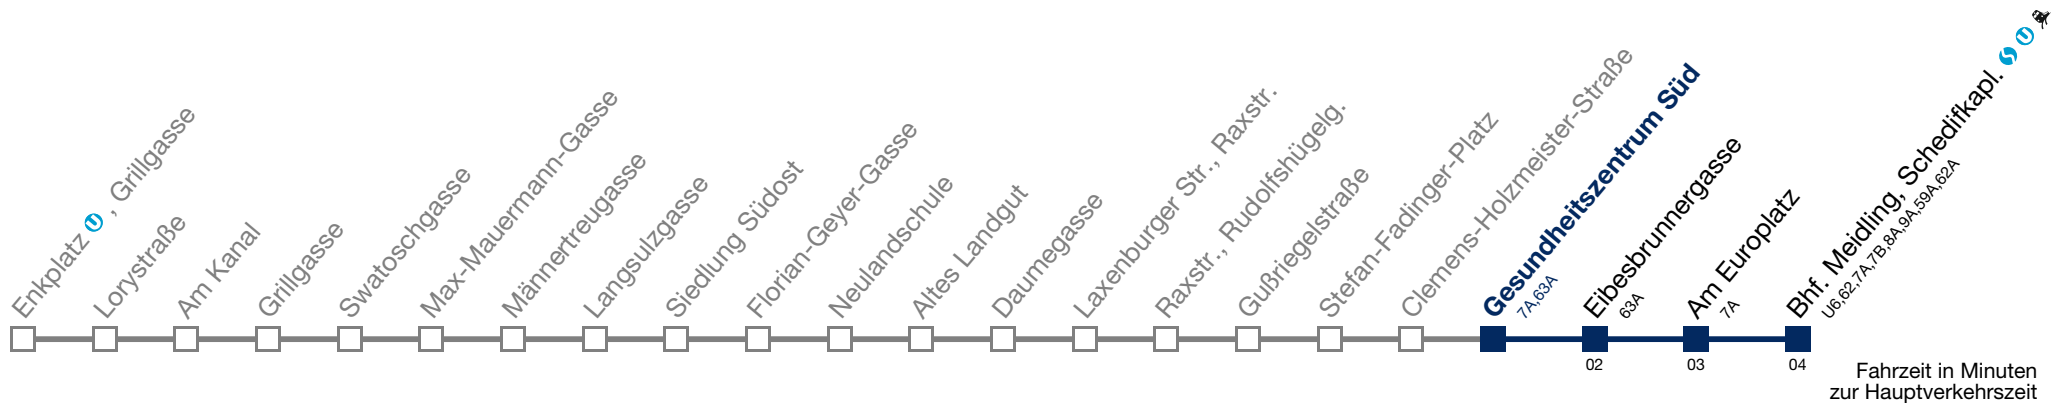 Enkplatz U, Grillgasse
Lorystraße
Am Kanal
Grillgasse
Swatoschgasse
Max-Mauermann-Gasse
Männertreugasse
Langsulzgasse
Siedlung Südost
Florian-Geyer-Gasse
Neulandschule
Altes Landgut
Daumegasse
Laxenburger Str., Raxstr.
Raxstr., Rudolfshügelg.
Gußriegelstraße
Stefan-Fadinger-Platz
Clemens-Holzmeister-Straße
Gesundheitszentrum Süd
7A,63A
Eibesbrunnergasse
63A
Am Europlatz
7A
Bhf. Meidling, Schedifkapl. S U
U6,62,7A,7B,8A,9A,59A,62A
02
03
04
Fahrzeit in Minuten
zur Hauptverkehrszeit